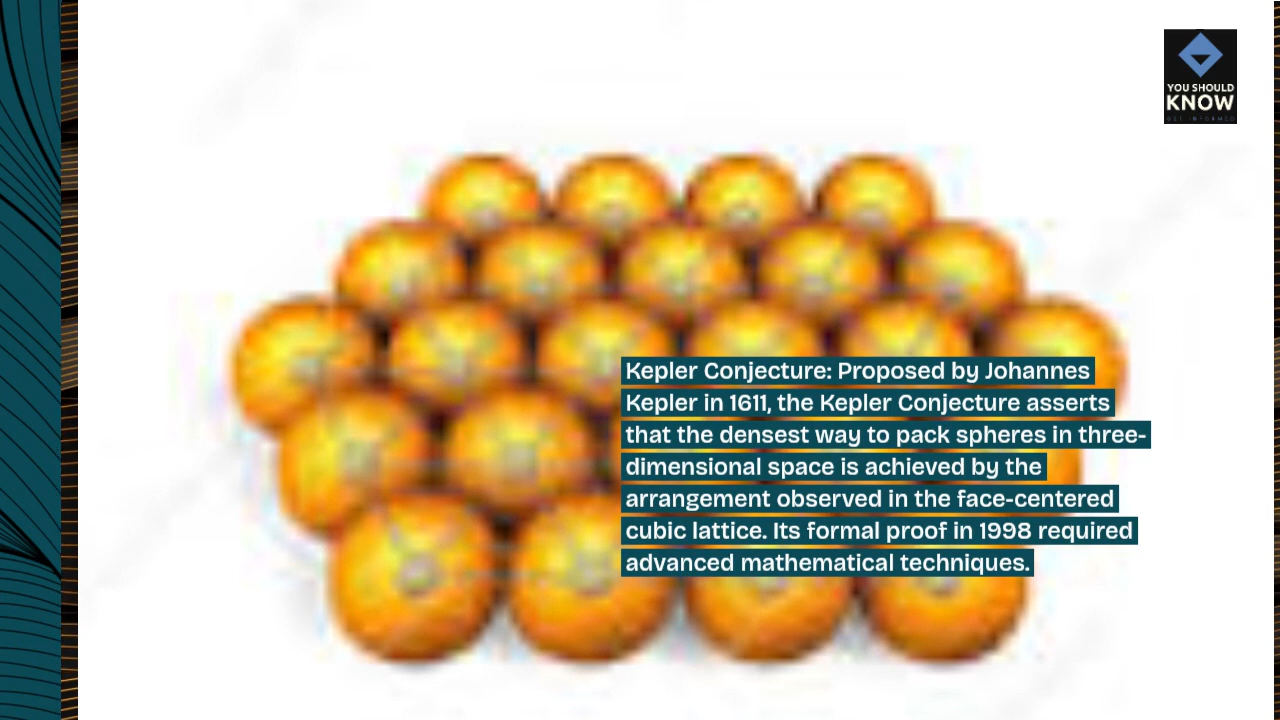 YOU SHOULD
KNOW
GET INFORMED
Kepler Conjecture: Proposed by Johannes
Kepler in 1611, the Kepler Conjecture asserts
that the densest way to pack spheres in three-
dimensional space is achieved by the
arrangement observed in the face-centered
cubic lattice. Its formal proof in 1998 required
advanced mathematical techniques.